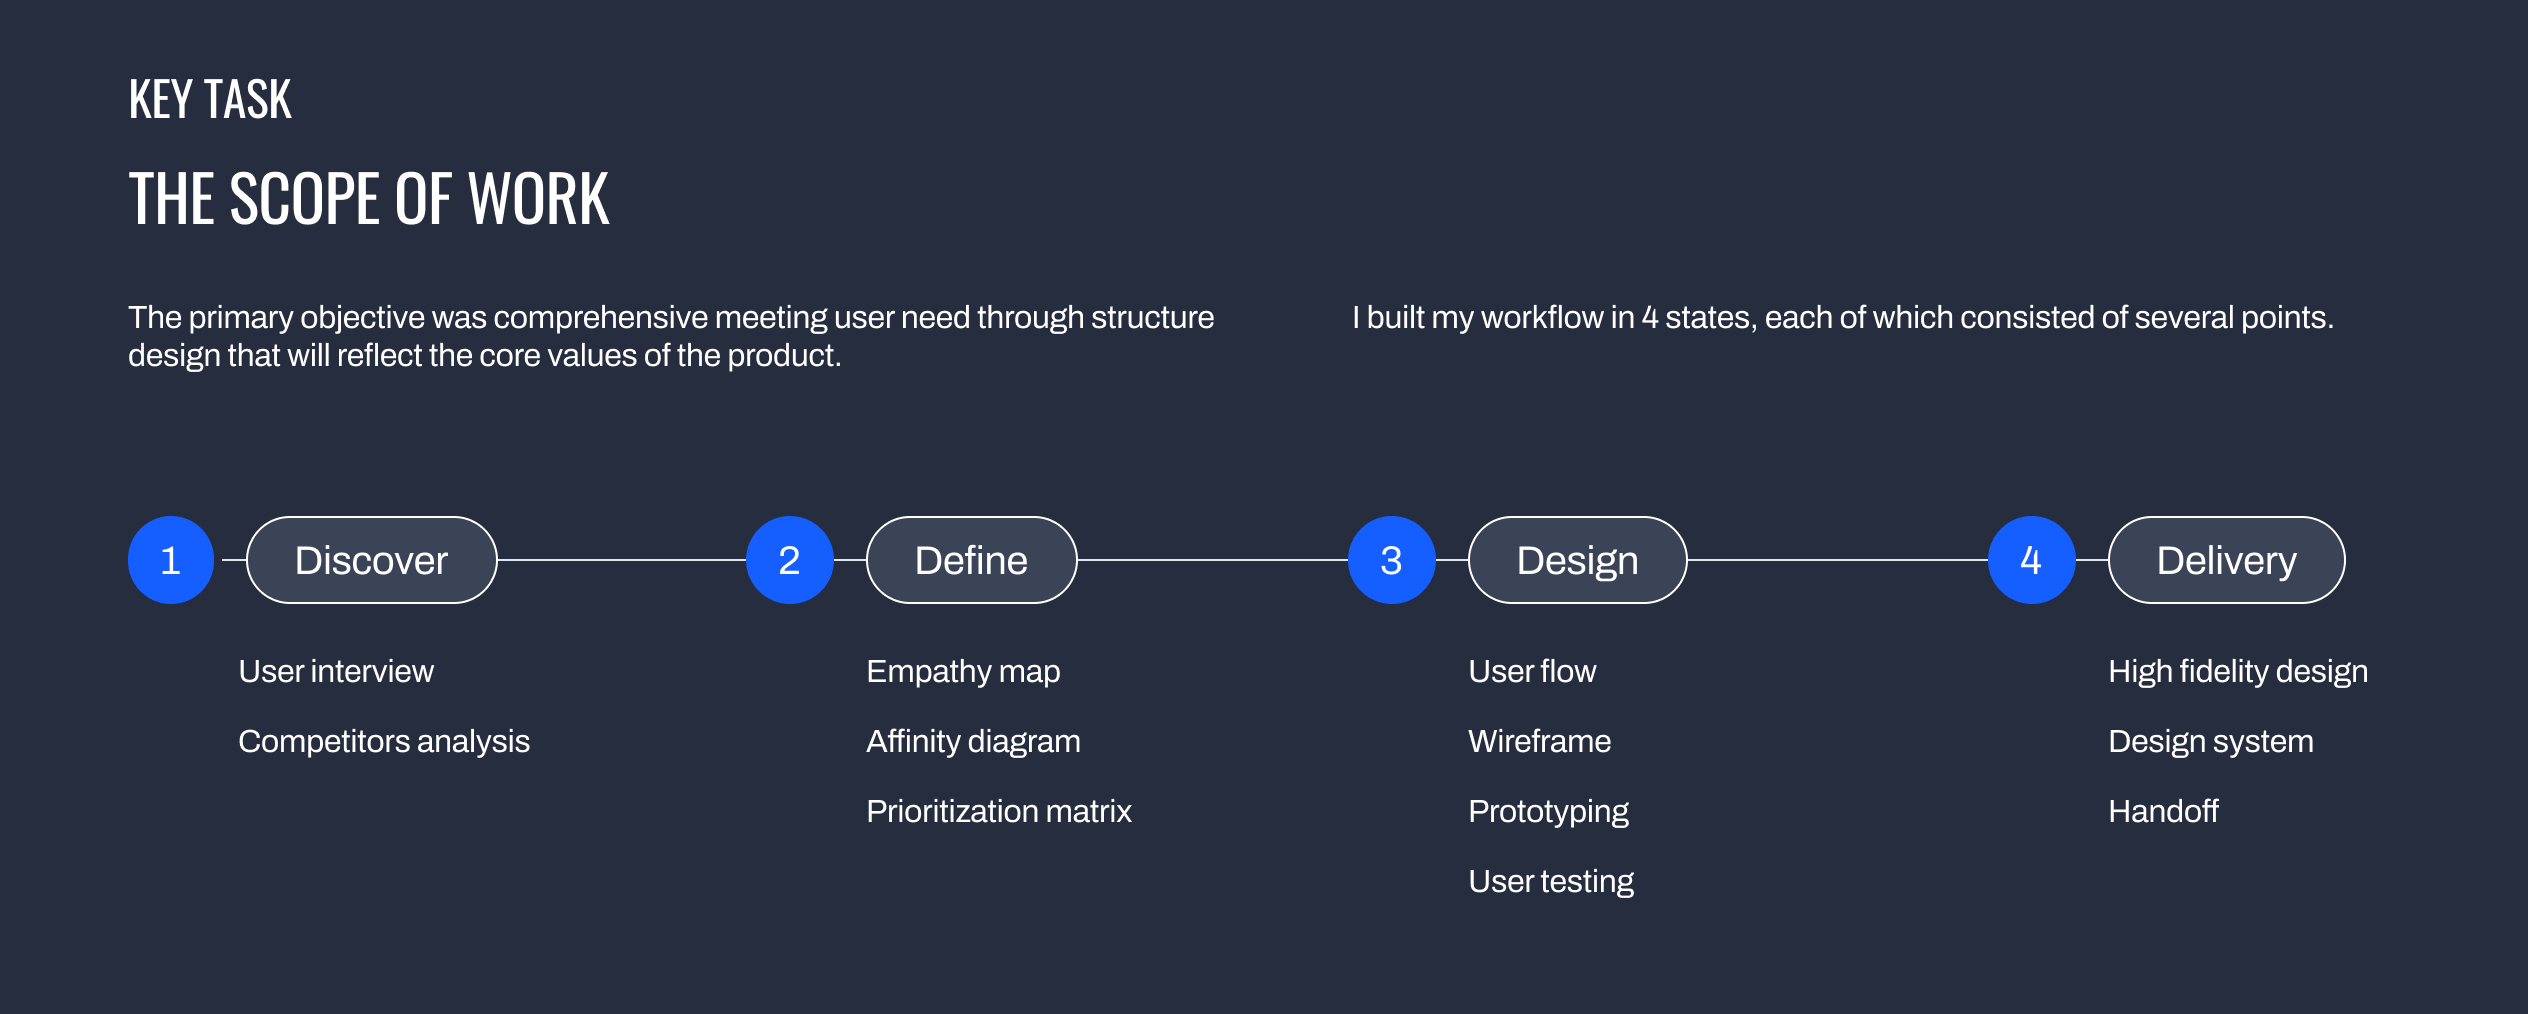 KEY TASK
THE SCOPE OF WORK
The primary objective was comprehensive meeting user need through structure
design that will reflect the core values of the product.
I built my workflow in 4 states, each of which consisted of several points.
1
Discover
User interview
Competitors analysis
2
Define
Empathy map
Affinity diagram
Prioritization matrix
3
Design
User flow
Wireframe
Prototyping
User testing
4
Delivery
High fidelity design
Design system
Handoff